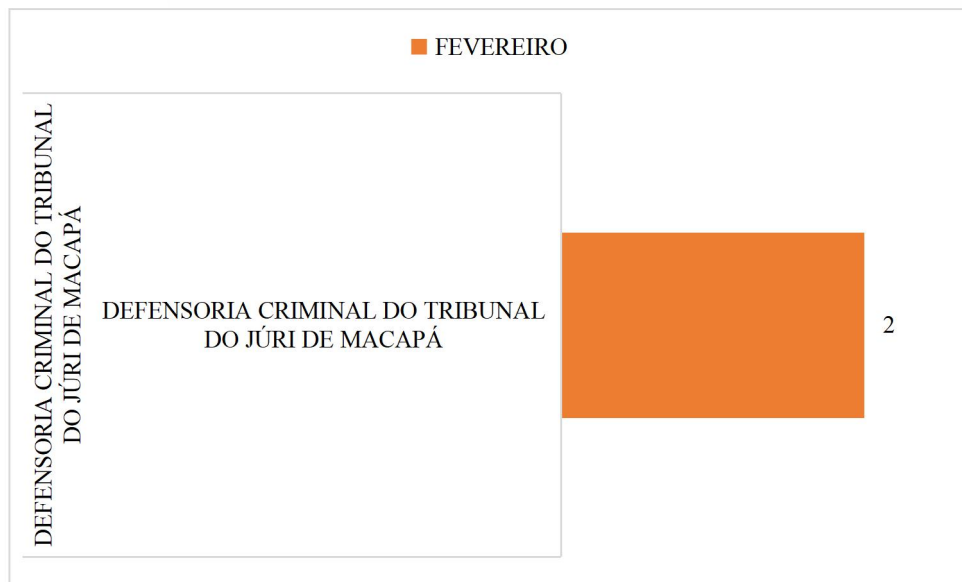 FEVEREIRO
DEFENSORIA CRIMINAL DO TRIBUNAL
DO JÚRI DE MACAPÁ
DEFENSORIA CRIMINAL DO TRIBUNAL
DO JÚRI DE MACAPÁ
2